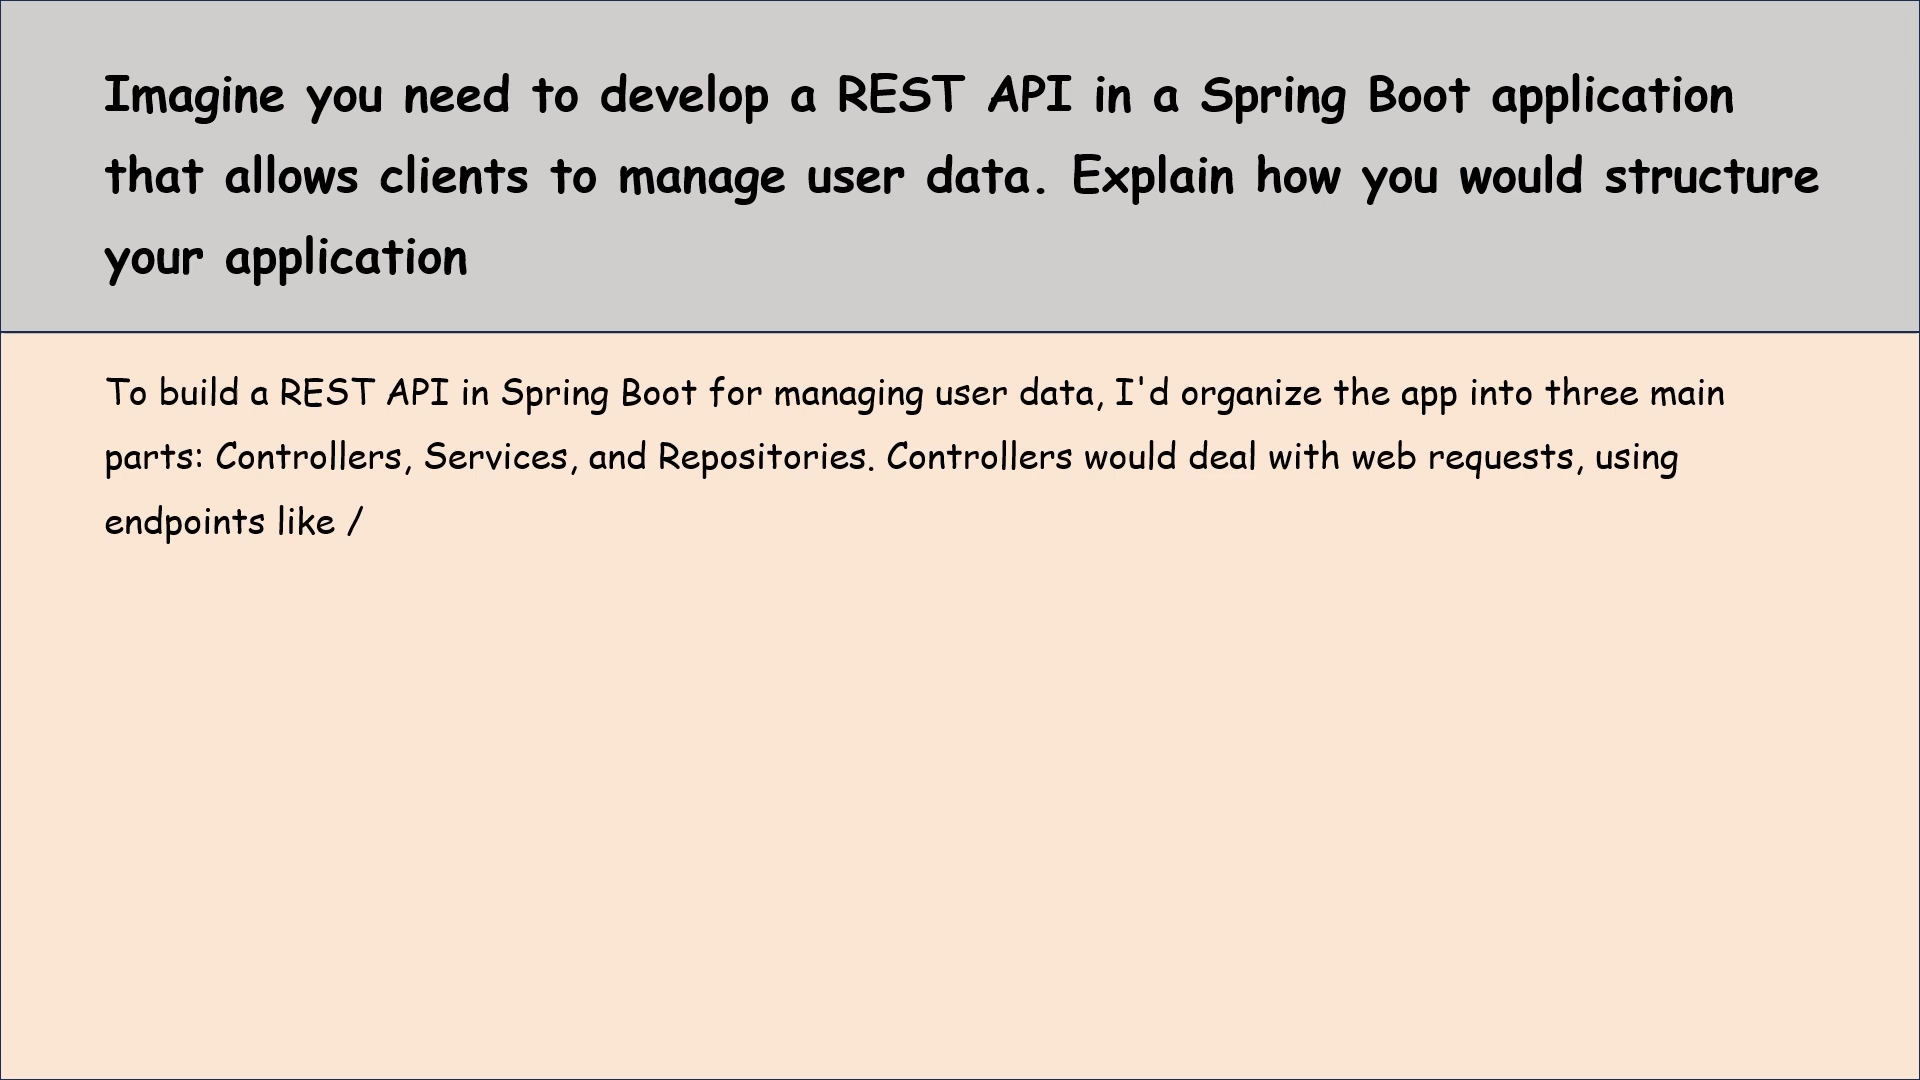 Imagine you need to develop a REST API in a Spring Boot application
that allows clients to manage user data. Explain how you would structure
your application
To build a REST API in Spring Boot for managing user data, I'd organize the app into three main
parts: Controllers, Services, and Repositories. Controllers would deal with web requests, using
endpoints like /